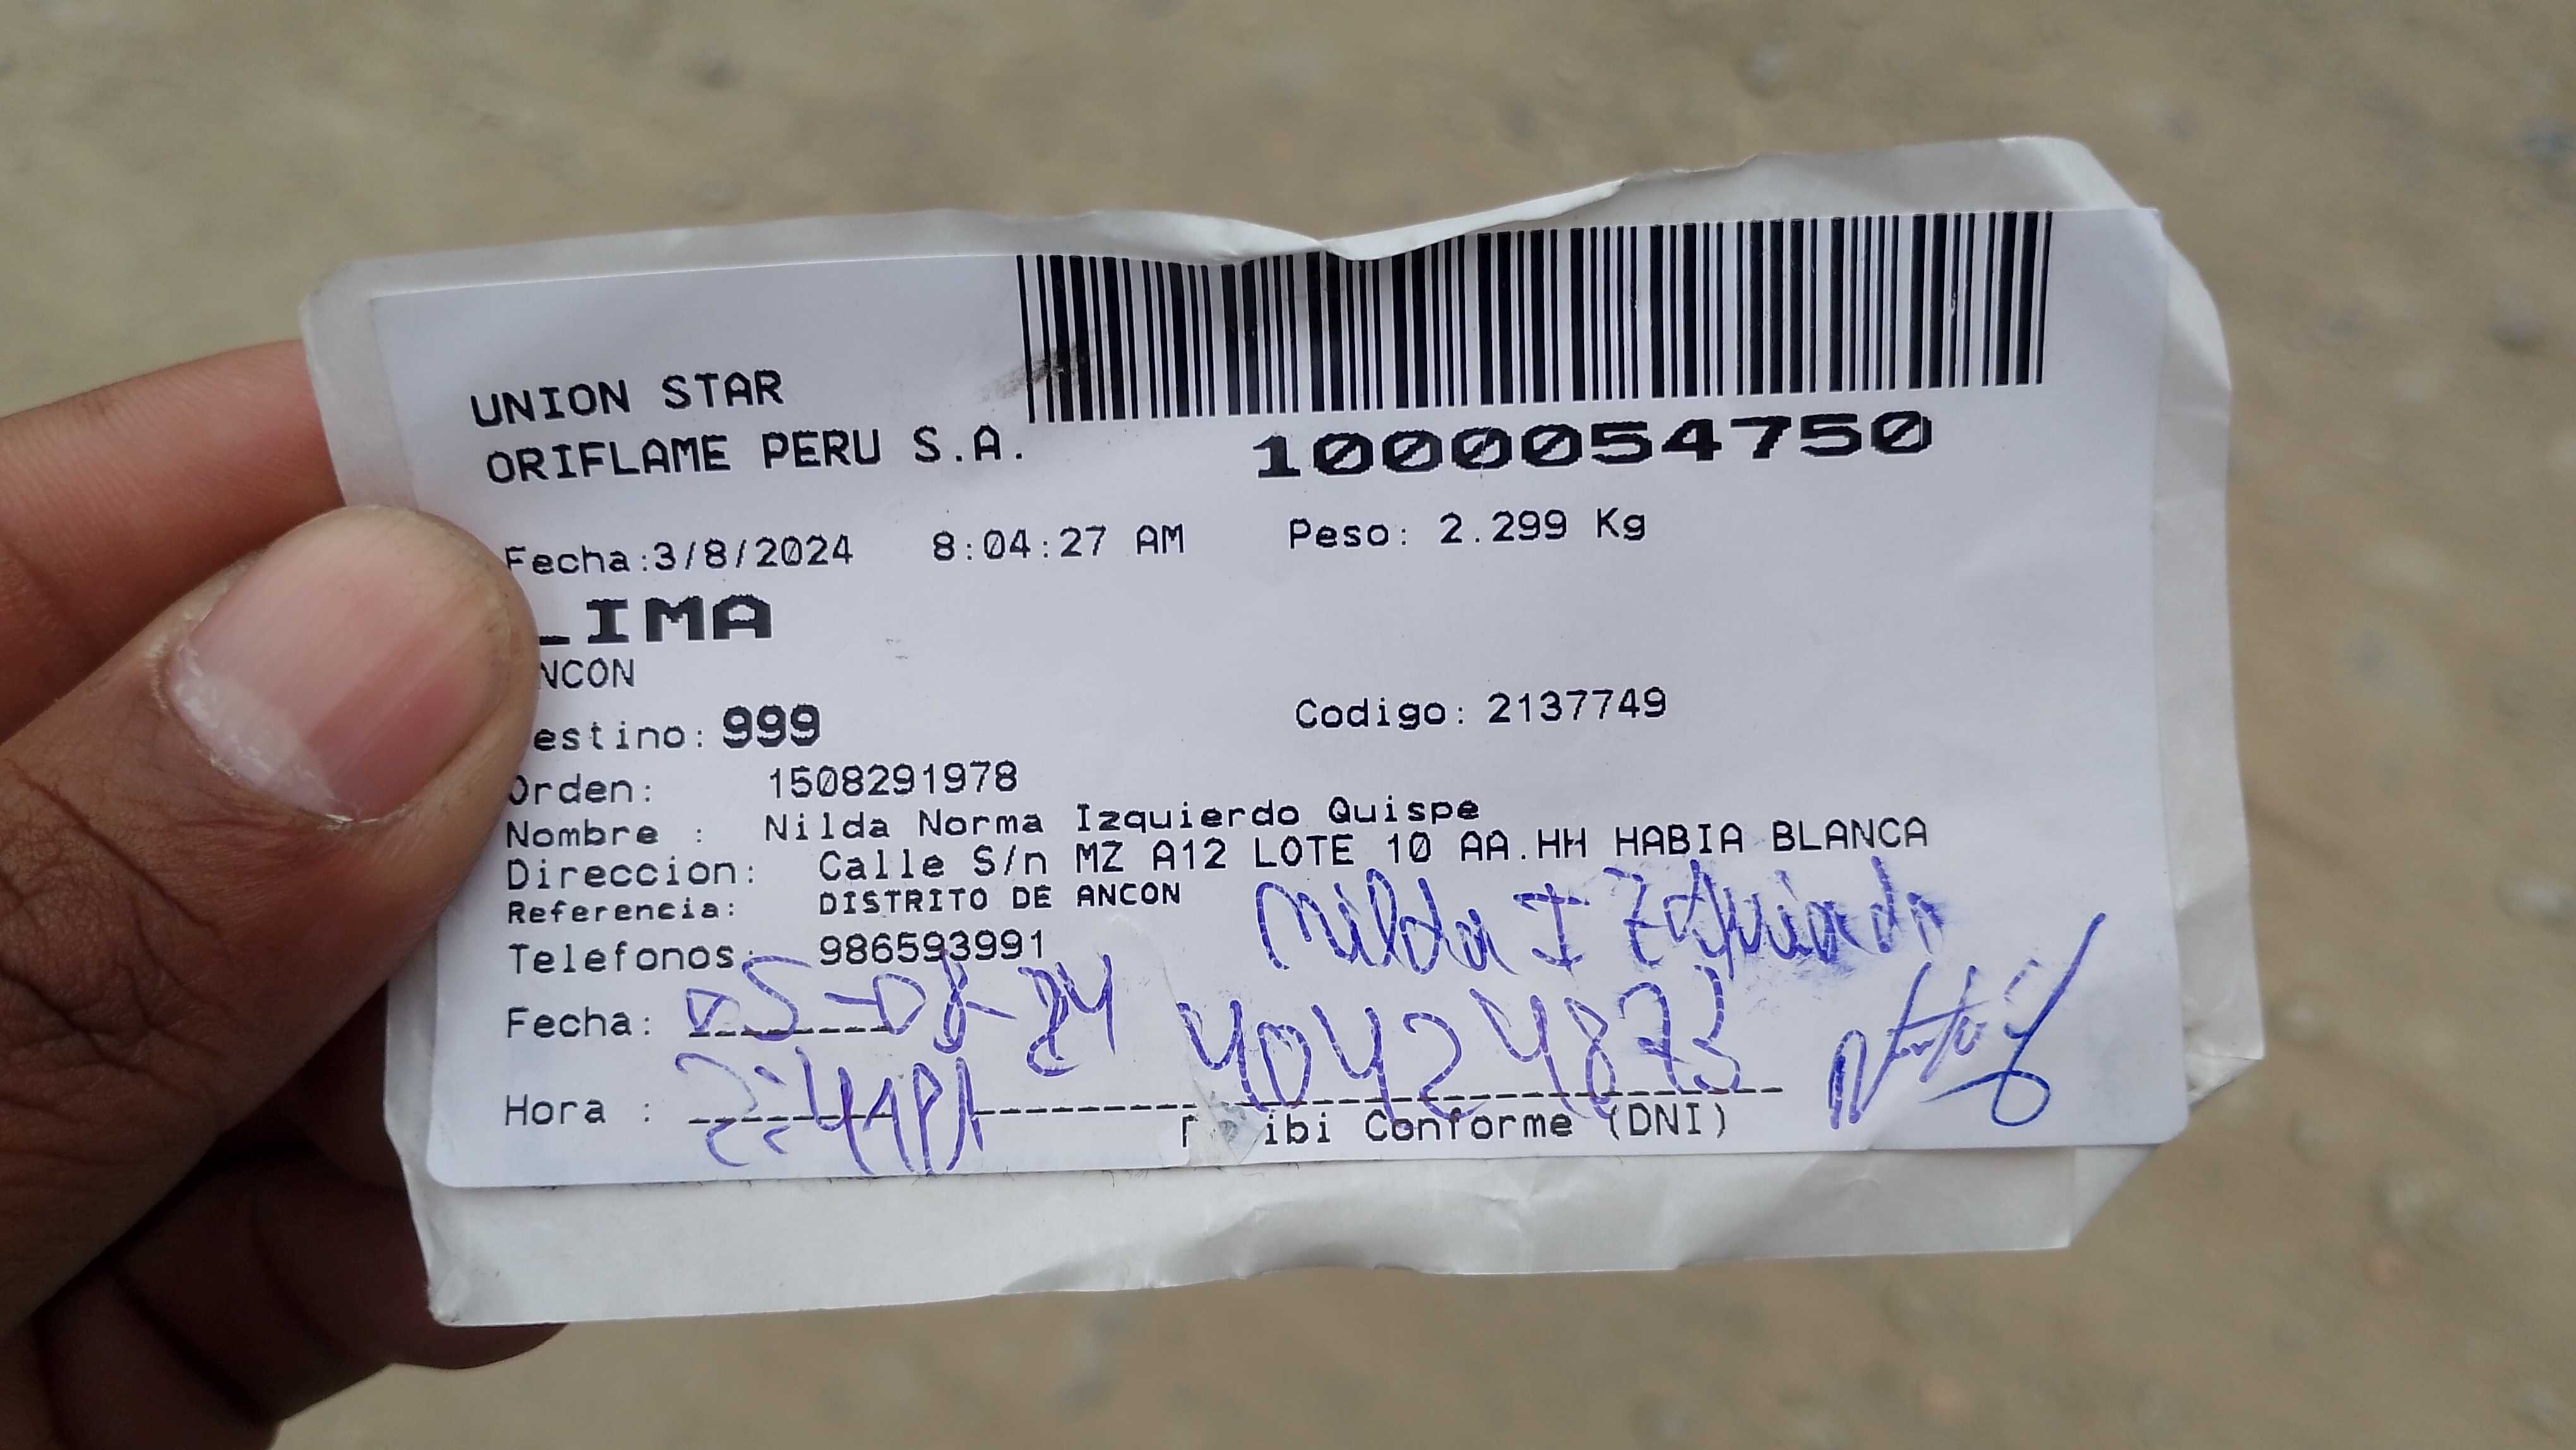 UNION STAR
ORIFLAME PERU S.A.
1000054750
Fecha:3/8/2024 8:04:27 AM Peso: 2.299 Kg
LIMA
NCON
estino: 999 Codigo: 2137749
Orden: 1508291978
Nombre : Nilda Norma Izquierdo Quispe
Direccion: Calle S/n MZ A12 LOTE 10 AA.HH HABIA BLANCA
Referencia: DISTRITO DE ANCON
Nilda I Izquierdo
Telefonos: 986593991
Fecha: 05-08-24 40424873
Hora :
ibi Conforme (DNI)